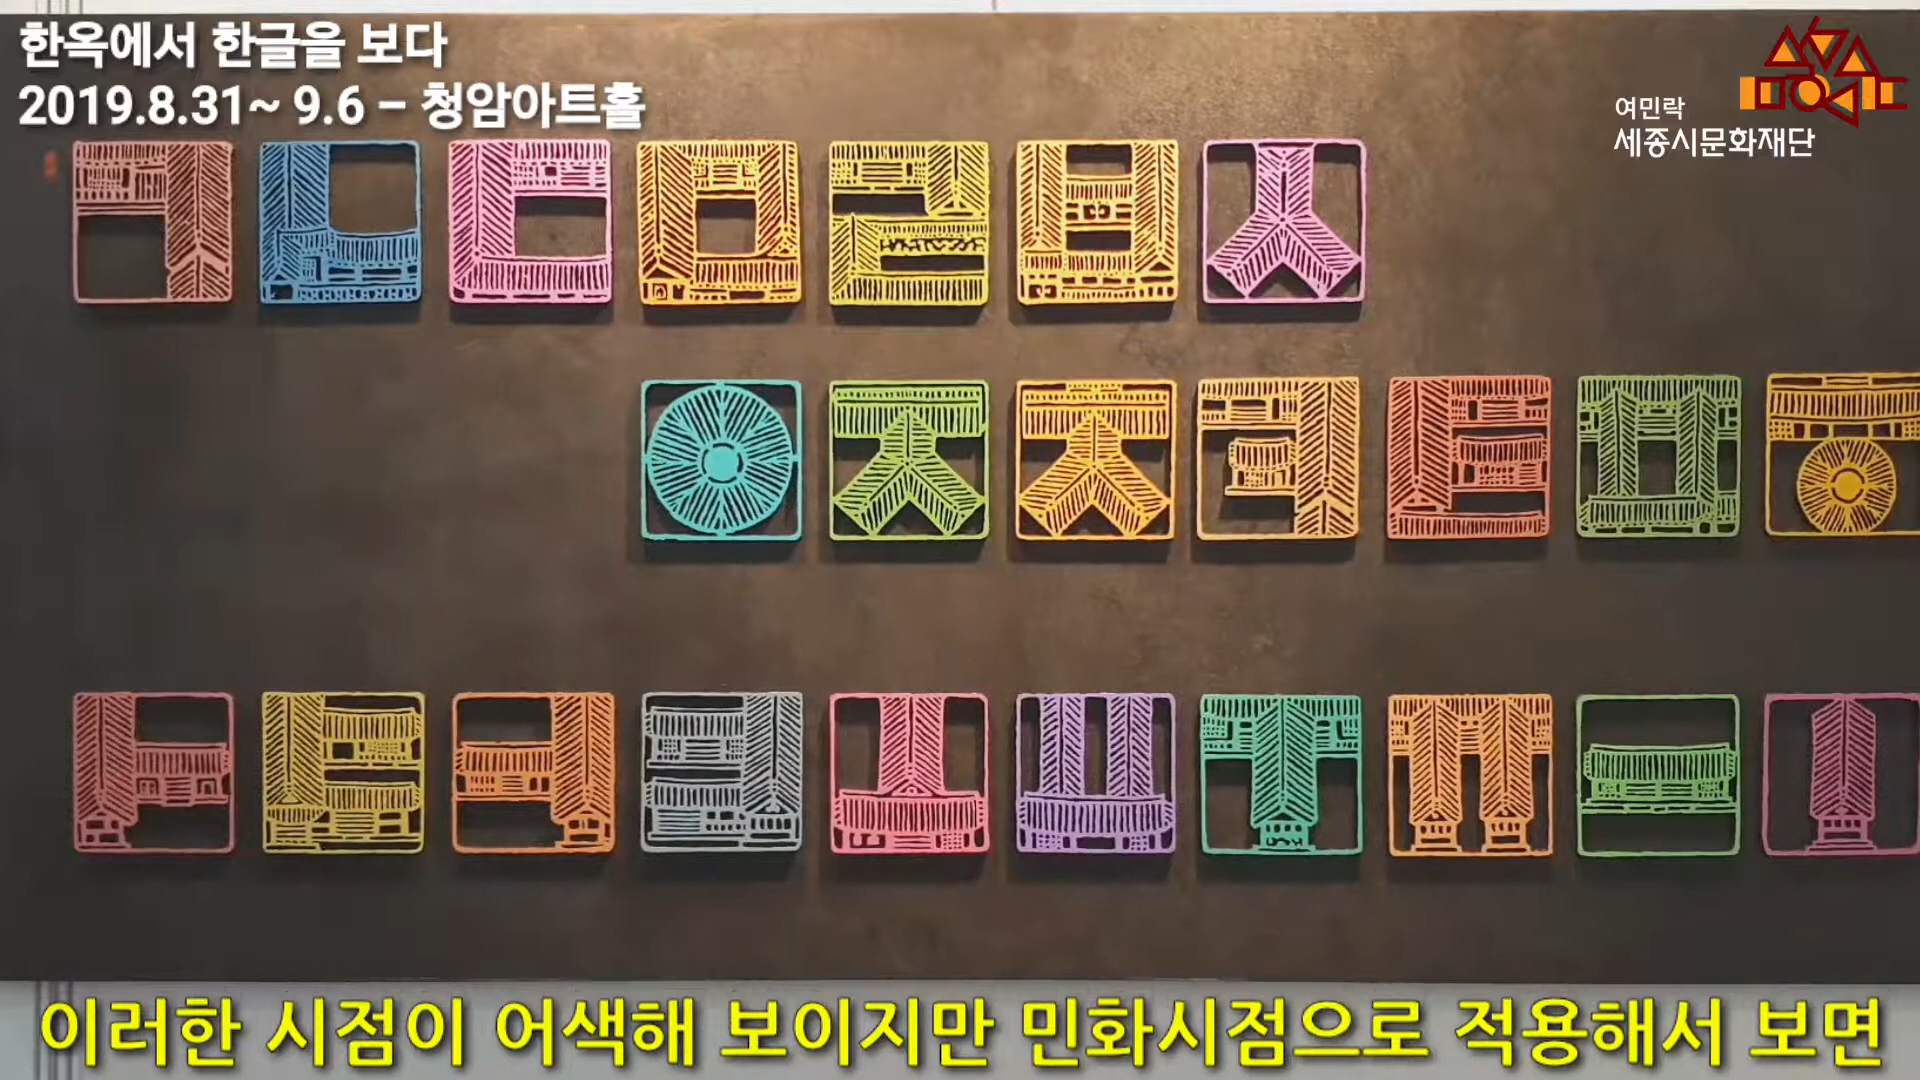 한옥에서 한글을 보다
2019.8.31~ 9.6 – 청암아트홀
여민락
세종시문화재단
ㄱ ㄴ ㄷ ㅁ ㄹ ㅂ ㅅ
ㅇ ㅈ ㅊ ㅋ ㅌ ㅍ ㅎ
ㅏ ㅑ ㅓ ㅕ ㅗ ㅛ ㅜ ㅠ ㅡ ㅣ
이러한 시점이 어색해 보이지만 민화시점으로 적용해서 보면